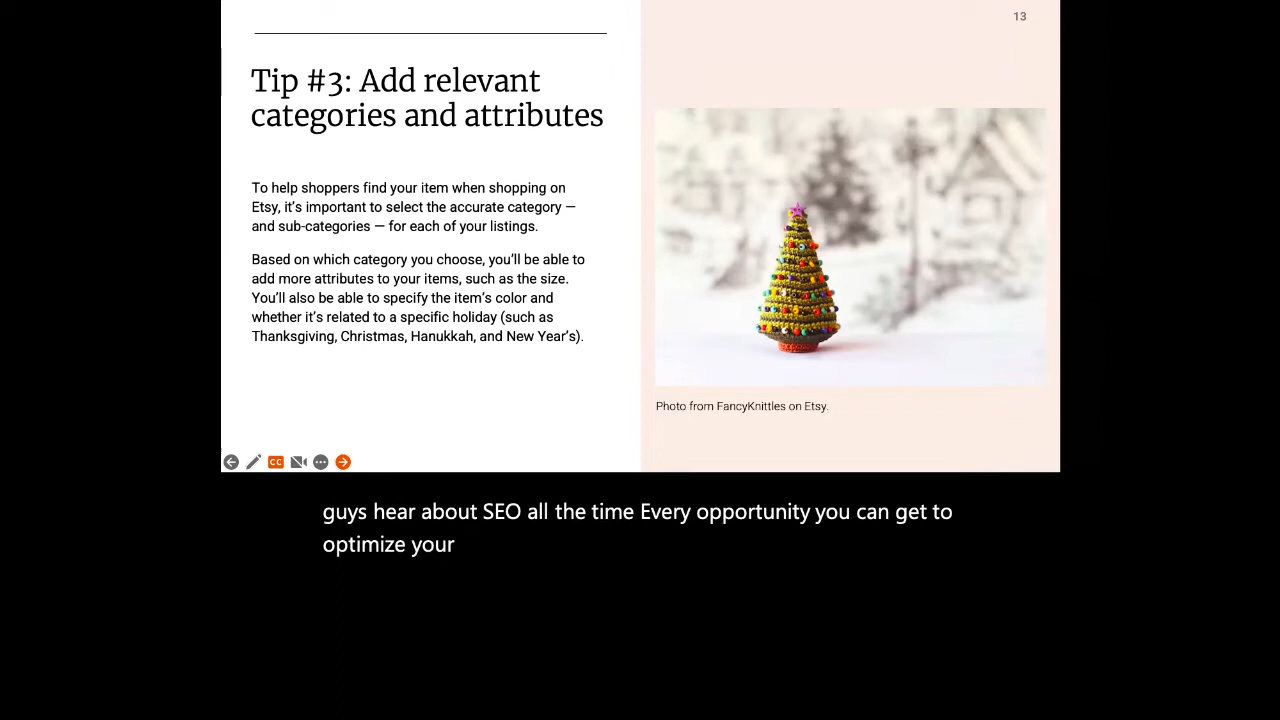 13
Tip #3: Add relevant
categories and attributes
To help shoppers find your item when shopping on
Etsy, it’s important to select the accurate category —
and sub-categories — for each of your listings.
Based on which category you choose, you’ll be able to
add more attributes to your items, such as the size.
You’ll also be able to specify the item’s color and
whether it’s related to a specific holiday (such as
Thanksgiving, Christmas, Hanukkah, and New Year’s).
Photo from FancyKnittles on Etsy.
CC
guys hear about SEO all the time Every opportunity you can get to
optimize your